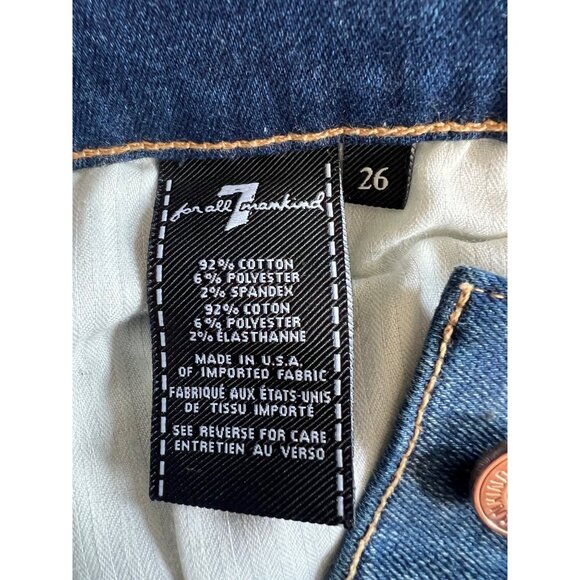 for all 7 mankind
26
92% COTTON
6% POLYESTER
2% SPANDEX
92% COTON
6% POLYESTER
2% ÉLASTHANNE
MADE IN U.S.A.
OF IMPORTED FABRIC
FABRIQUÉ AUX ÉTATS-UNIS
DE TISSU IMPORTÉ
SEE REVERSE FOR CARE
ENTRETIEN AU VERSO